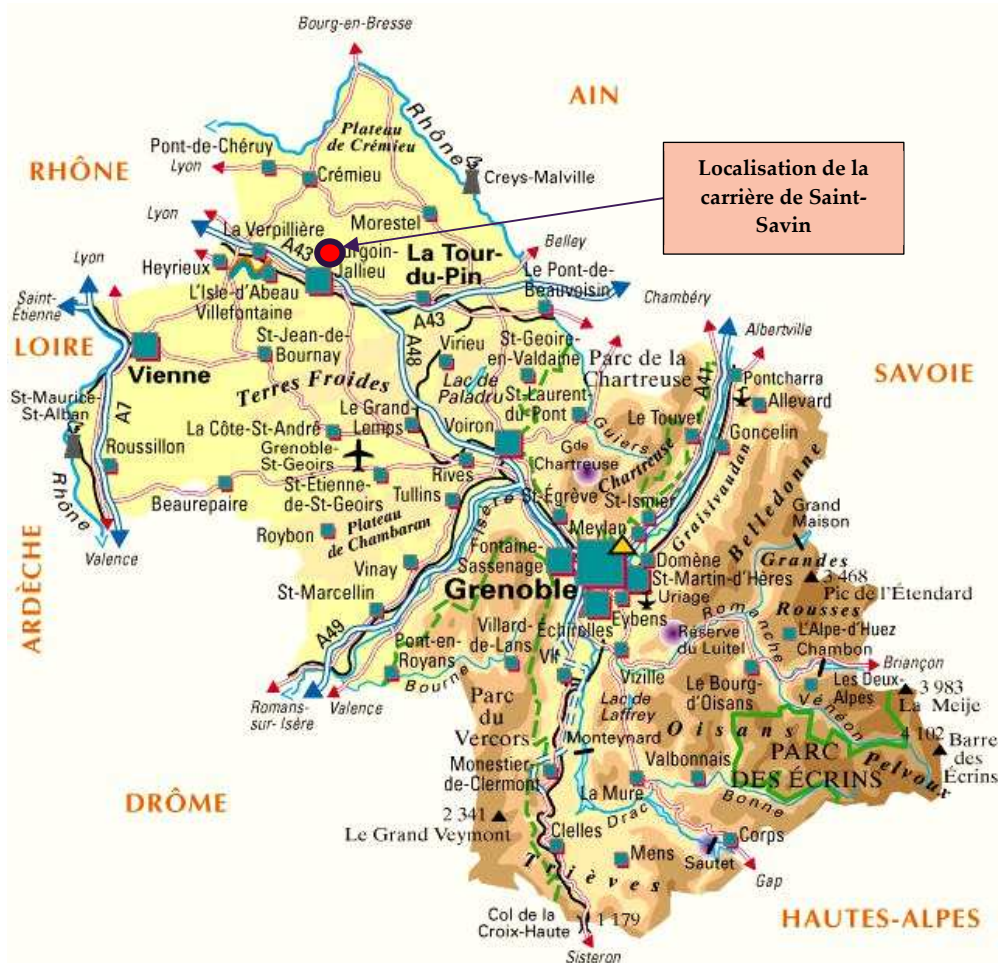 Bourg-en-Bresse
AIN
Rhône
Plateau
de Crémieu
Pont-de-Chéruy
Lyon
RHÔNE
Crémieu
Creys-Malville
Localisation de la
carrière de Saint-
Savin
Morestel
Lyon
La Verpillière
A43
urgoin-
Jallieu
La Tour-
du-Pin
Belley
Lyon
Heyrieux
L'Isle-d'Abeau
Villefontaine
Le Pont-de-
Beauvoisin
Chambéry
Saint-
Étienne
A43
A48
Albertville
St-Jean-de-
Bournay
Virieu
St-Geoire-
en-Valdaine
Parc de la
Chartreuse
LOIRE
Vienne
Terres Froides
Lac de
Paladru
St-Laurent-
du-Pont
A41
Pontcharra
SAVOIE
Allevard
St-Maurice-
St-Alban
A7
Le Grand-
Lemps
Le Touvet
La Côte-St-André
Voiron
Guiers
Goncelin
Roussillon
Grenoble-
St-Geoirs
Gde
Chartreuse
Chartreuse
Rhône
Rives
St-Etienne-
de-St-Geoirs
Tullins
St-Égrève
St-Ismier
Graisivaudan
Belledonne
Grand
Maison
Beaurepaire
Isère
Meylan
Roybon
Plateau
de Chambaran
Valence
Fontaine-
Sassenage
Domène
Grandes
Rousses
Vinay
Grenoble
St-Martin-d'Hères
3 468
Pic de l'Étendard
ARDÈCHE
St-Marcellin
Uriage
Eybens
Échirolles
Romanche
L'Alpe-d'Huez
A49
Villard-
de-Lans
Réserve
du Luitel
Chambon
Pont-en-
Royans
Vif
Briançon
Bourne
Vizille
Le Bourg-
d'Oisans
Les Deux-
Alpes
3 983
La Meije
Romans-
sur-Isère
Valence
Parc
du
Vercors
Lac de
Laffrey
Vénéon
Oisans
4 102
Barre
des
Écrins
Monteynard
PARC
DES ÉCRINS
Pelvoux
Monestier-
de-Clermont
Valbonnais
DRÔME
La Mure
Bonne
2 341
Le Grand Veymont
Drac
Clelles
Corps
Mens
Sautet
Trièves
Gap
Col de la
Croix-Haute
1 179
HAUTES-ALPES
Sisteron